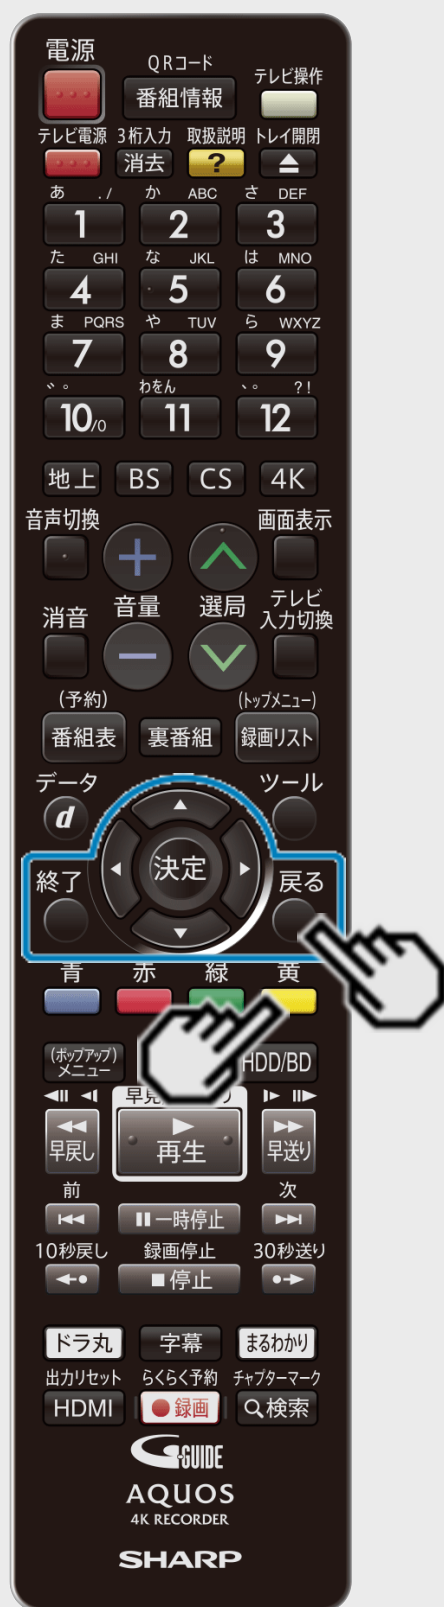 電源
QRコード
番組情報
テレビ操作
テレビ電源 3桁入力 取扱説明 トレイ開閉
消去 ?
あ ./ か ABC さ DEF
1 2 3
た GHI な JKL は MNO
4 5 6
ま PQRS や TUV ら WXYZ
7 8 9
゛゜ わをん 、。 ?!
10/0 11 12
地上 BS CS 4K
音声切換 画面表示
消音 音量 選局 テレビ
入力切換
(予約) (トップメニュー)
番組表 裏番組 録画リスト
データ ツール
d
決定
終了 戻る
青 赤 緑 黄
(ポップアップ)
メニュー HDD/BD
早見 り
早戻し 再生 早送り
前 次
一時停止
10秒戻し 録画停止 30秒送り
停止
ドラ丸 字幕 まるわかり
出力リセット らくらく予約 チャプターマーク
HDMI 録画 検索
G-GUIDE
AQUOS
4K RECORDER
SHARP